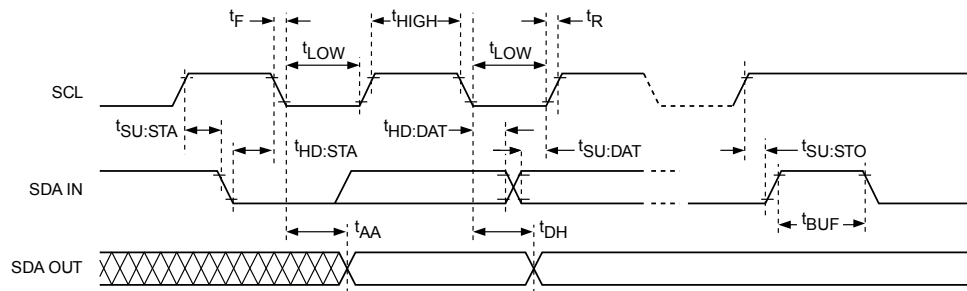 tF
tHIGH
tR
tLOW
tLOW
SCL
tSU:STA
tHD:DAT
tHD:STA
tSU:DAT
tSU:STO
SDA IN
tBUF
tAA
tDH
SDA OUT